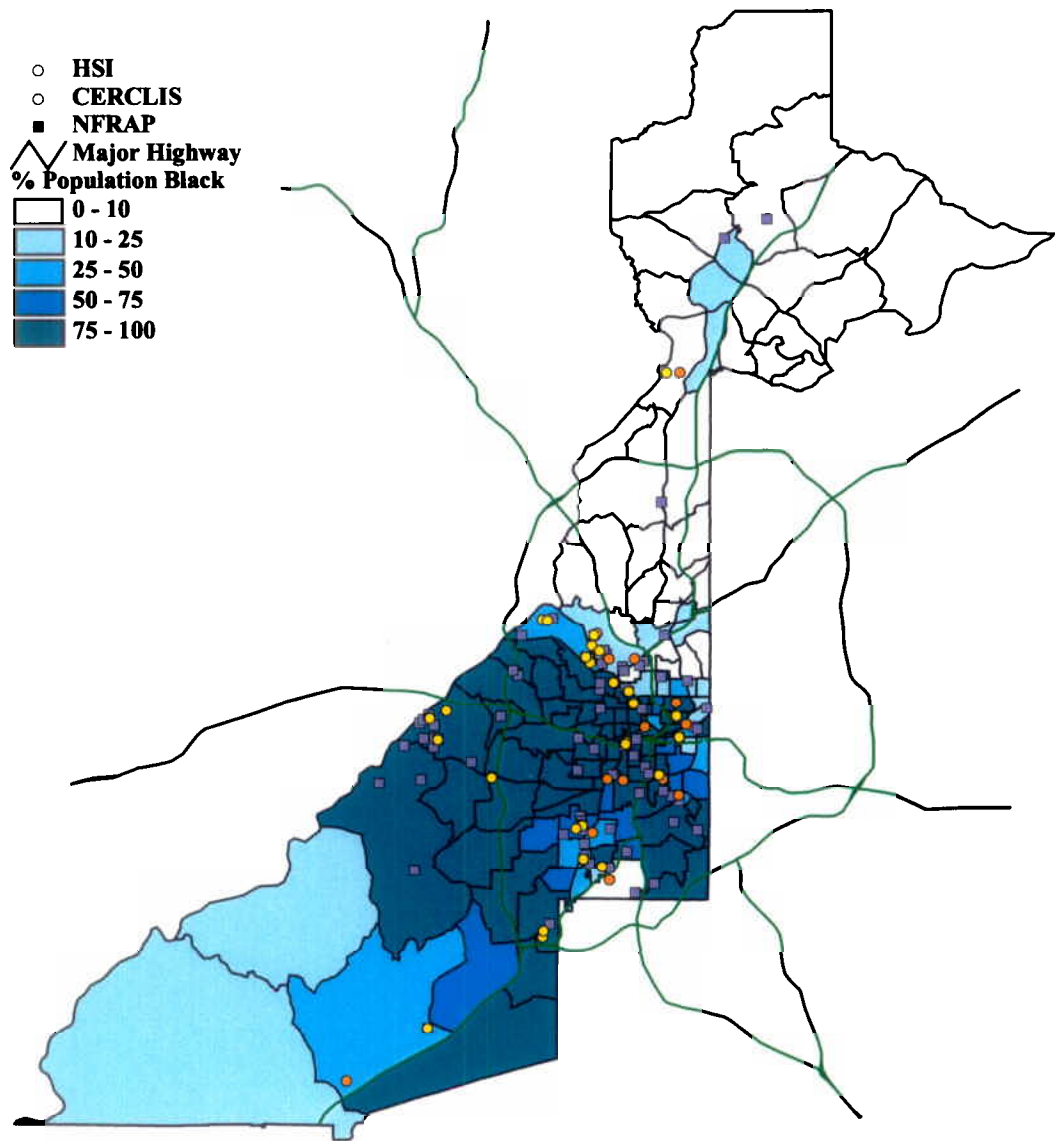 HSI
CERCLIS
NFRAP
Major Highway
% Population Black
0 - 10
10 - 25
25 - 50
50 - 75
75 - 100